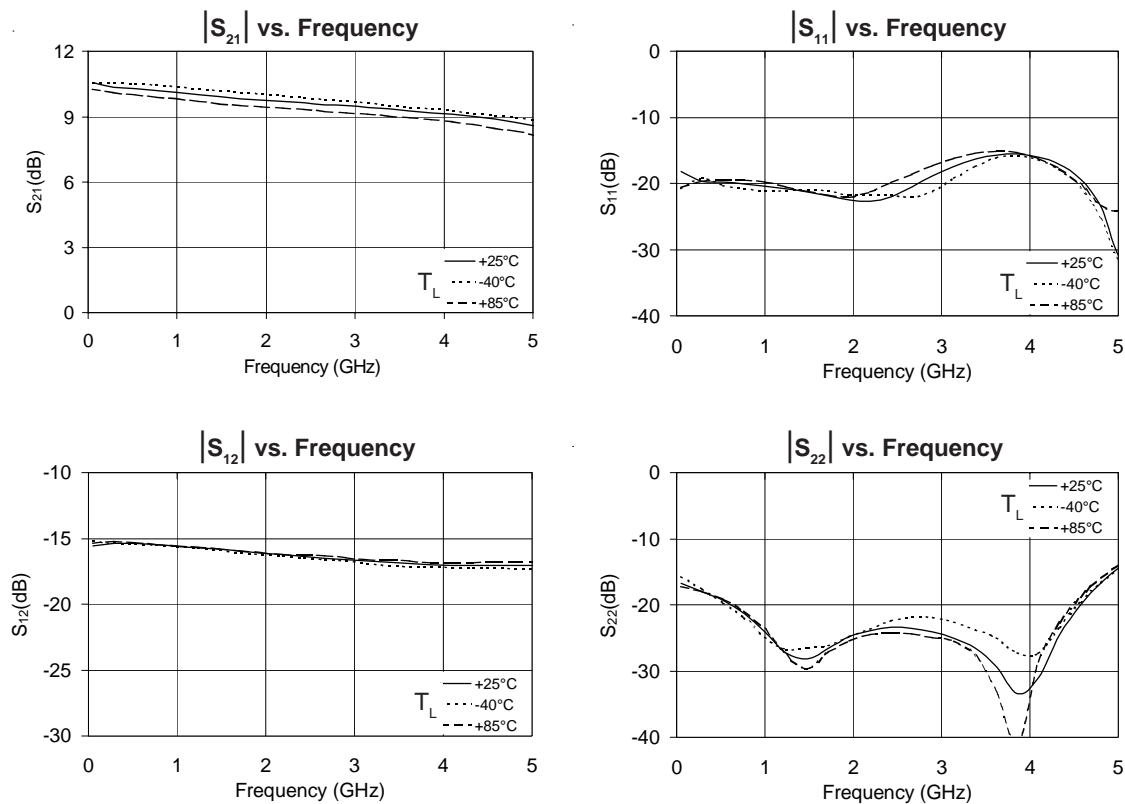 |S21| vs. Frequency
12
9
6
3
0
S21(dB)
TL
+25°C
-40°C
+85°C
0 1 2 3 4 5
Frequency (GHz)
|S11| vs. Frequency
0
-10
-20
-30
-40
S11(dB)
TL
+25°C
-40°C
+85°C
0 1 2 3 4 5
Frequency (GHz)
|S12| vs. Frequency
-10
-15
-20
-25
-30
S12(dB)
TL
+25°C
-40°C
+85°C
0 1 2 3 4 5
Frequency (GHz)
|S22| vs. Frequency
0
-10
-20
-30
-40
S22(dB)
TL
+25°C
-40°C
+85°C
0 1 2 3 4 5
Frequency (GHz)